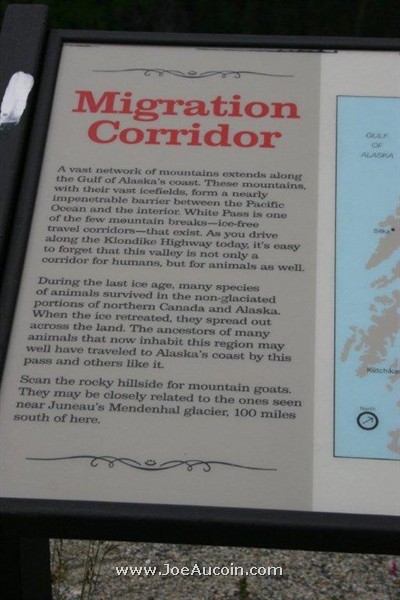 Migration
Corridor
A vast network of mountains extends along
the Gulf of Alaska's coast. These mountains,
with their vast icefields, form a nearly
impenetrable barrier between the Pacific
Ocean and the interior. White Pass is one
of the few meuntain breaks—ice-free
travel corridors—that exist. As you drive
along the Klondike Highway today, it's easy
to forget that this valley is not only a
corridor for humans, but for animals as well.
During the last ice age, many species
of animals survived in the non-glaciated
portions of northern Canada and Alaska.
When the ice retreated, they spread out
across the land. The ancestors of many
animals that now inhabit this region may
well have traveled to Alaska's coast by this
pass and others like it.
Scan the rocky hillside for mountain goats.
They may be closely related to the ones seen
near Juneau's Mendenhal glacier, 100 miles
south of here.
GULF
OF
ALASKA
Sitka
Ketchikan
North
www.JoeAucoin.com